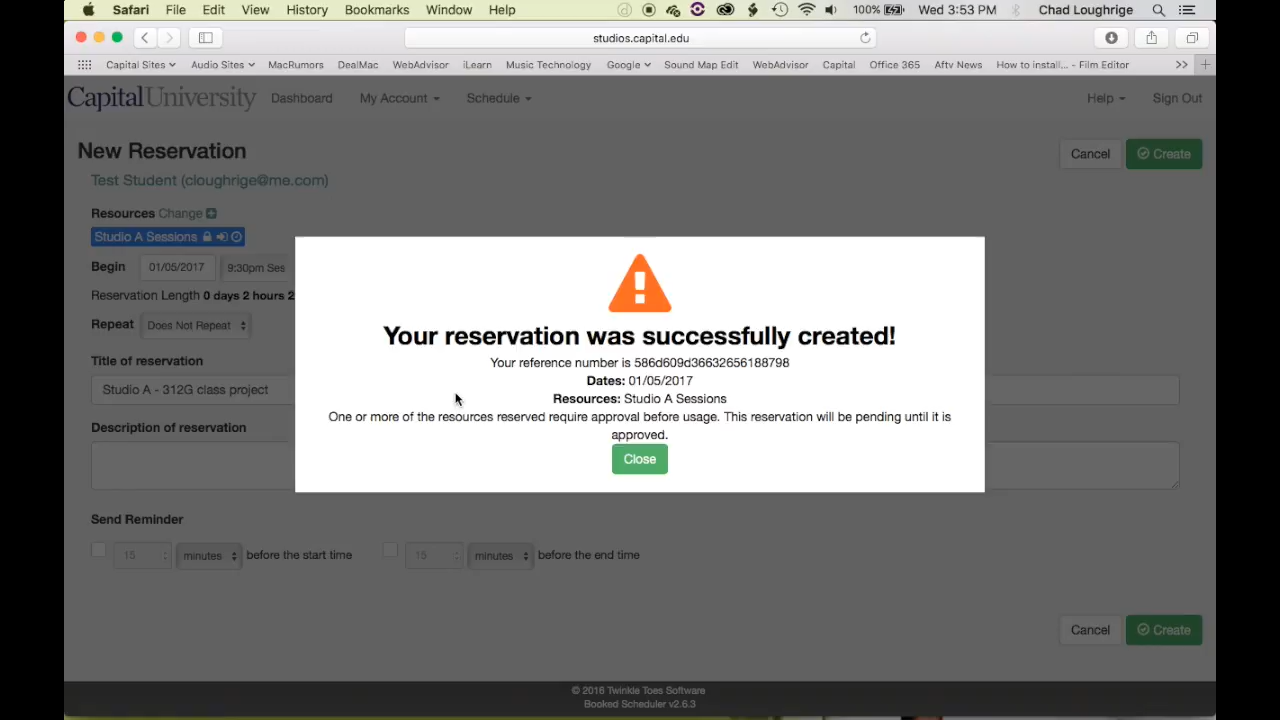 Safari File Edit View History Bookmarks Window Help 100% Wed 3:53 PM Chad Loughrige
studios.capital.edu
Capital Sites Audio Sites MacRumors DealMac WebAdvisor iLearn Music Technology Google Sound Map Edit WebAdvisor Capital Office 365 Aftv News How to install... - Film Editor >> +
Capital University Dashboard My Account Schedule Help Sign Out
New Reservation Cancel Create
Test Student (cloughrige@me.com)
Resources Change
Studio A Sessions
Begin 01/05/2017 9:30pm Ses
Reservation Length 0 days 2 hours 2
Repeat Does Not Repeat
Your reservation was successfully created!
Your reference number is 586d609d36632656188798
Dates: 01/05/2017
Resources: Studio A Sessions
One or more of the resources reserved require approval before usage. This reservation will be pending until it is
approved.
Close
Title of reservation
Studio A - 312G class project
Description of reservation
Send Reminder
15 minutes before the start time 15 minutes before the end time
Cancel Create
© 2016 Twinkle Toes Software
Booked Scheduler v2.6.3